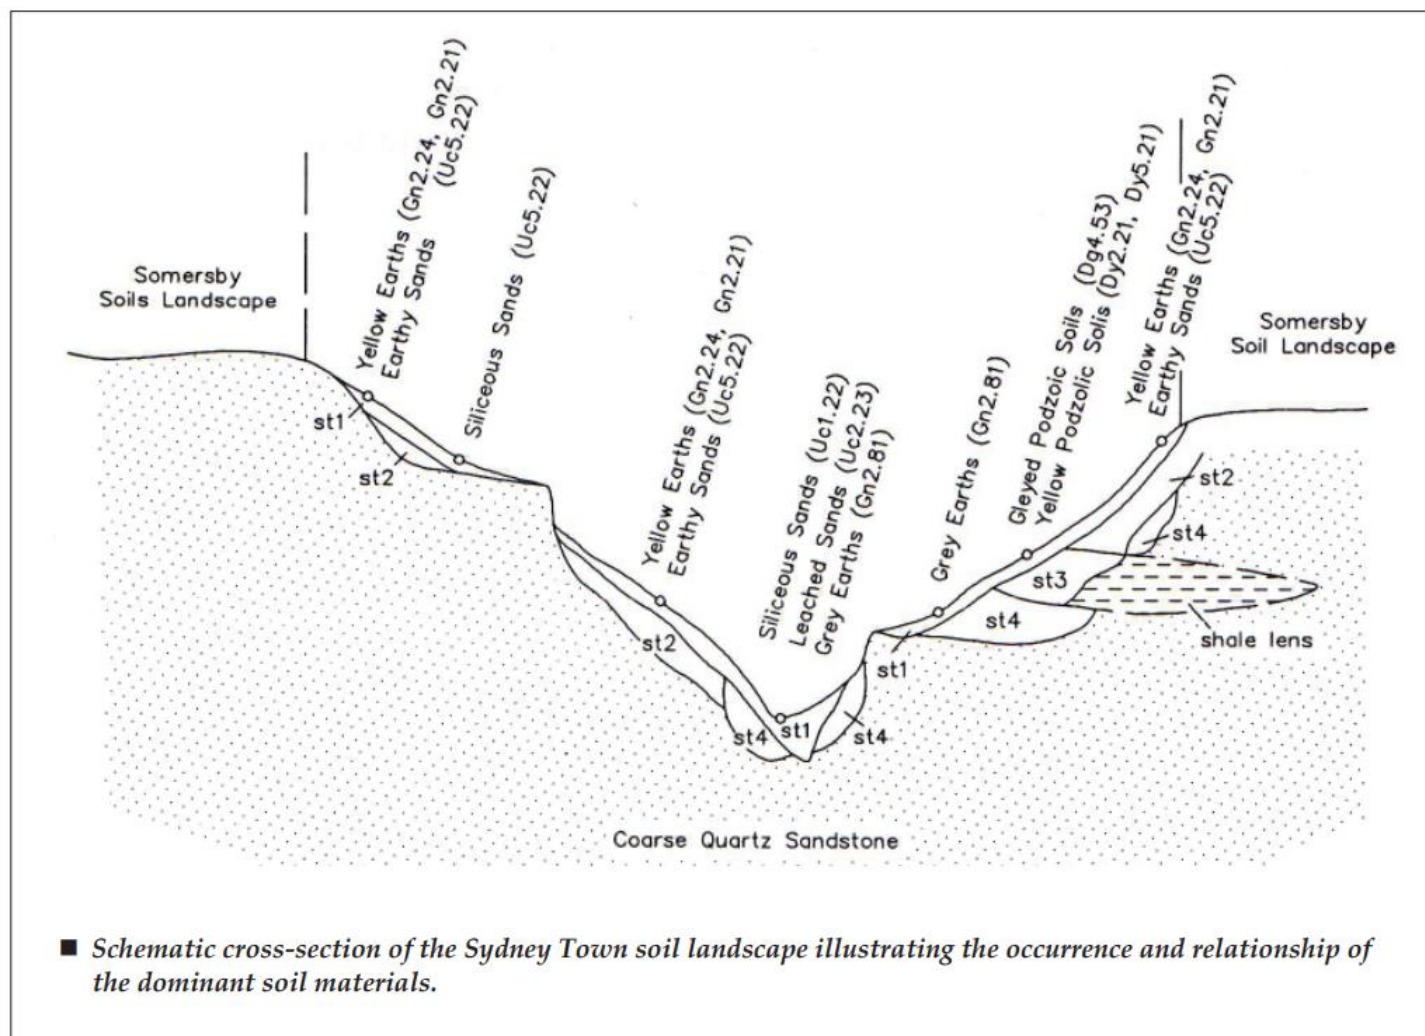 Yellow Earths (Gn2.24, Gn2.21)
Earthy Sands (Uc5.22)
Siliceous Sands (Uc5.22)
Somersby
Soils Landscape
Yellow Earths (Gn2.24, Gn2.21)
Earthy Sands (Uc5.22)
Siliceous Sands (Uc1.22)
Leached Sands (Uc2.23)
Grey Earths (Gn2.81)
Grey Earths (Gn2.81)
Gleyed Podzoic Soils (Dg4.53)
Yellow Podzolic Solis (Dy2.21, Dy5.21)
Yellow Earths (Gn2.24, Gn2.21)
Earthy Sands (Uc5.22)
Somersby
Soil Landscape
st1
st2
st2
st4
st1
st4
st1
st4
st3
st4
st2
shale lens
Coarse Quartz Sandstone
■ Schematic cross-section of the Sydney Town soil landscape illustrating the occurrence and relationship of
the dominant soil materials.